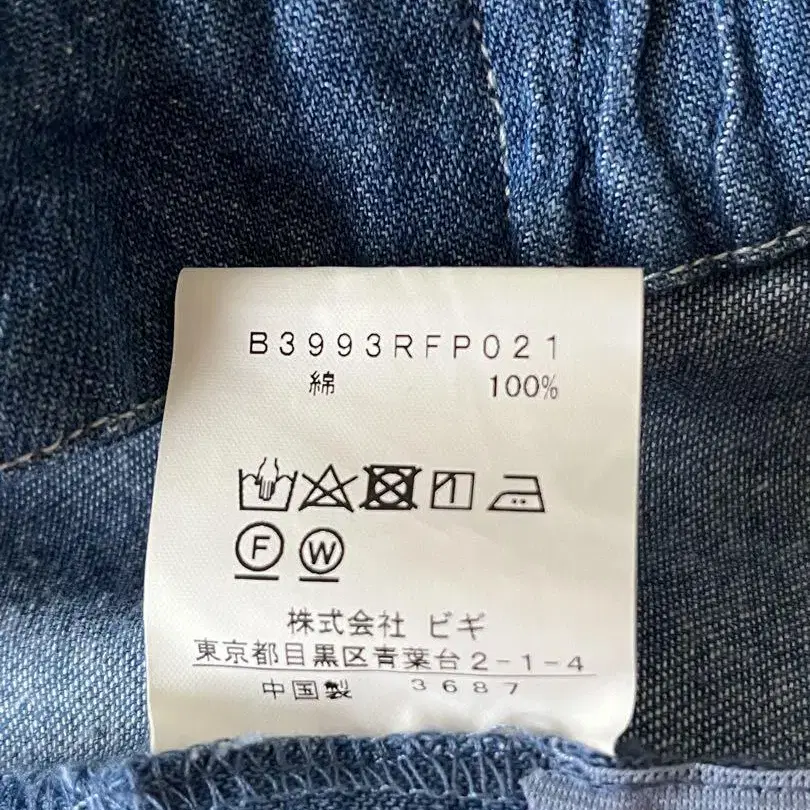 B3993RFP021
綿 100%
F W
株式会社 ビギ
東京都目黒区青葉台2-1-4
中国製 3687